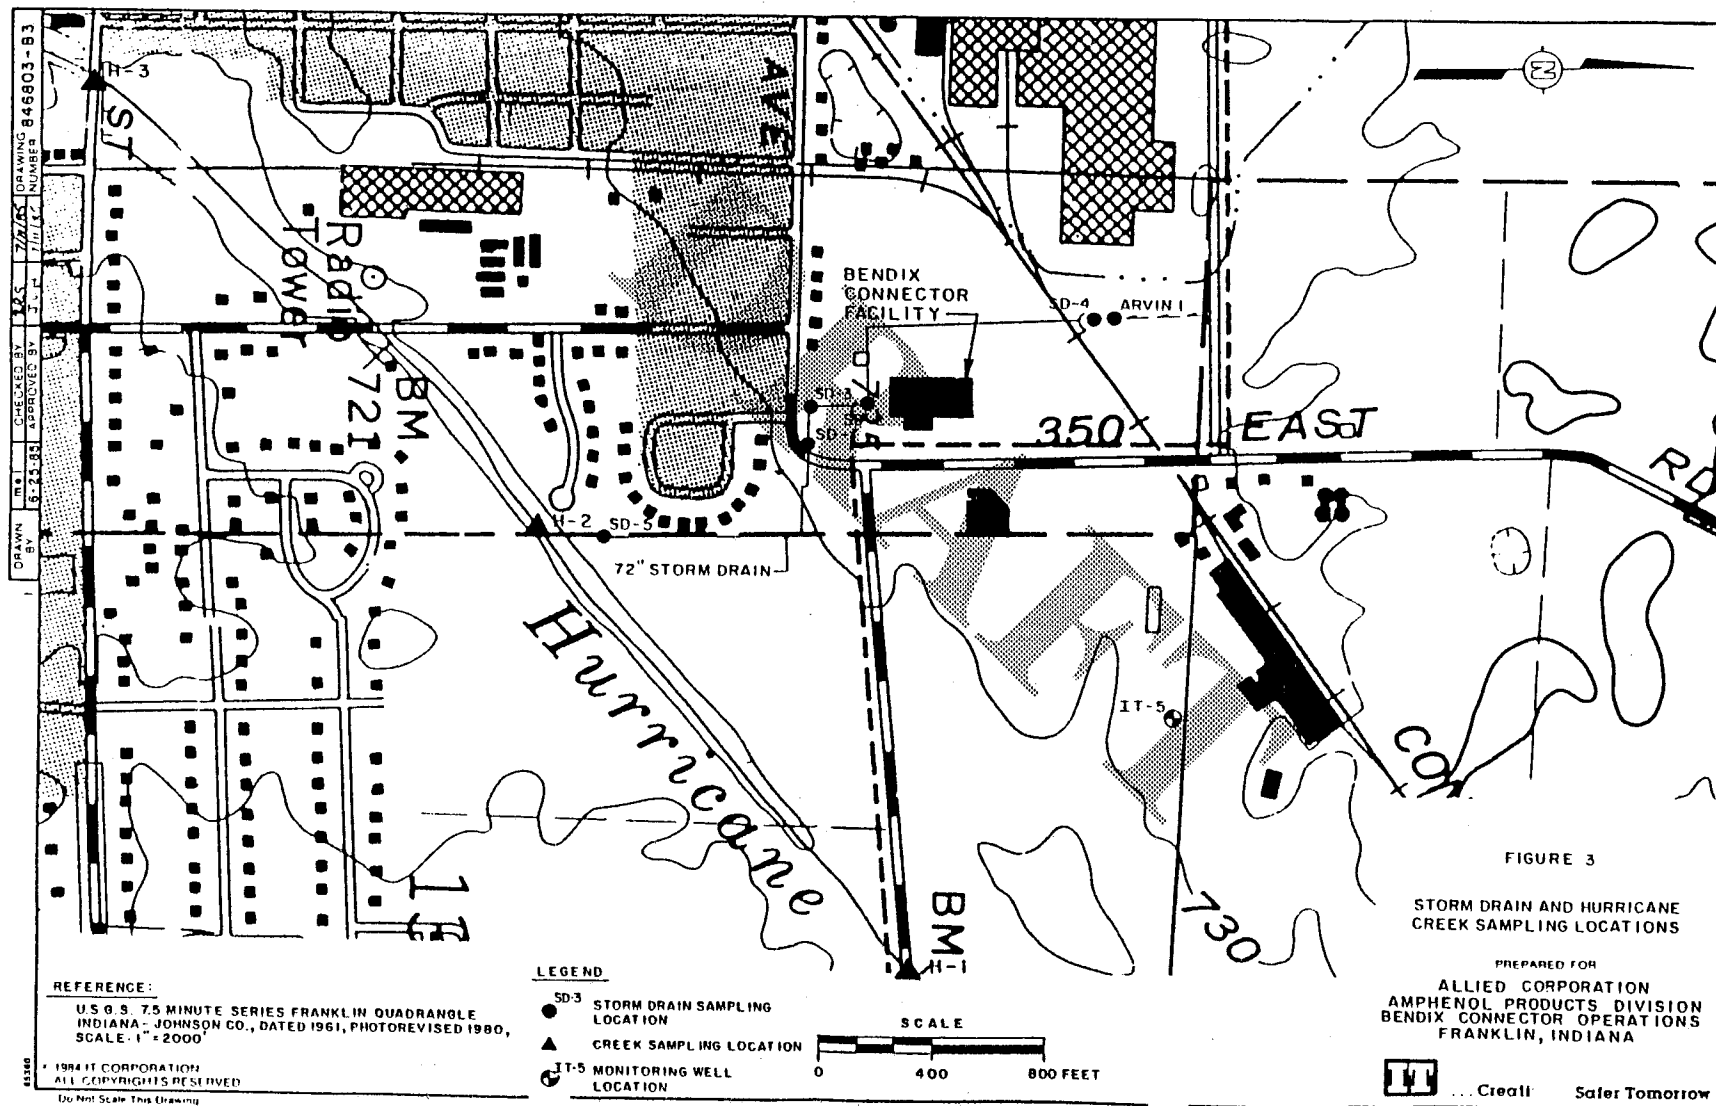 DRAWING
NUMBER 846803-B3
CHECKED BY
APPROVED BY
DRAWN
BY
6-25-85
H-3
ST
AVE
Radio
Tower
BM
721
BENDIX
CONNECTOR
FACILITY
SD-4
ARVIN 1
SD-3
350
EAST
RD
H-2
SD-5
72" STORM DRAIN
Hurricane
IT-5
730
BM
H-1
FIGURE 3
STORM DRAIN AND HURRICANE
CREEK SAMPLING LOCATIONS
PREPARED FOR
ALLIED CORPORATION
AMPHENOL PRODUCTS DIVISION
BENDIX CONNECTOR OPERATIONS
FRANKLIN, INDIANA
REFERENCE:
U.S.G.S. 7.5 MINUTE SERIES FRANKLIN QUADRANGLE
INDIANA - JOHNSON CO., DATED 1961, PHOTOREVISED 1980,
SCALE: 1" = 2000'
1984 IT CORPORATION
ALL COPYRIGHTS RESERVED
Do Not Scale This Drawing
LEGEND
SD-3 STORM DRAIN SAMPLING
LOCATION
CREEK SAMPLING LOCATION
IT-5 MONITORING WELL
LOCATION
SCALE
0 400 800 FEET
IT ... Creati Safer Tomorrow